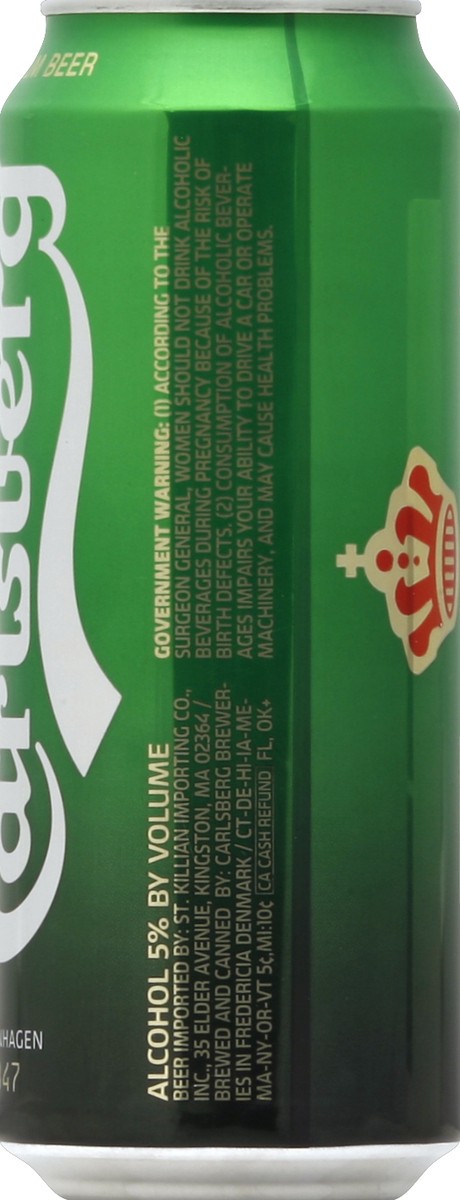 M BEER
arlsberg
NHAGEN
47
ALCOHOL 5% BY VOLUME
BEER IMPORTED BY: ST. KILLIAN IMPORTING CO.,
INC, 35 ELDER AVENUE, KINGSTON, MA 02364 /
BREWED AND CANNED BY: CARLSBERG BREWER-
IES IN FREDERICIA DENMARK / CT-DE-HI-IA-ME-
MA-NY-OR-VT 5¢,MI:10¢ CA CASH REFUND FL, OK+
GOVERNMENT WARNING: (1) ACCORDING TO THE
SURGEON GENERAL, WOMEN SHOULD NOT DRINK ALCOHOLIC
BEVERAGES DURING PREGNANCY BECAUSE OF THE RISK OF
BIRTH DEFECTS. (2) CONSUMPTION OF ALCOHOLIC BEVER-
AGES IMPAIRS YOUR ABILITY TO DRIVE A CAR OR OPERATE
MACHINERY, AND MAY CAUSE HEALTH PROBLEMS.